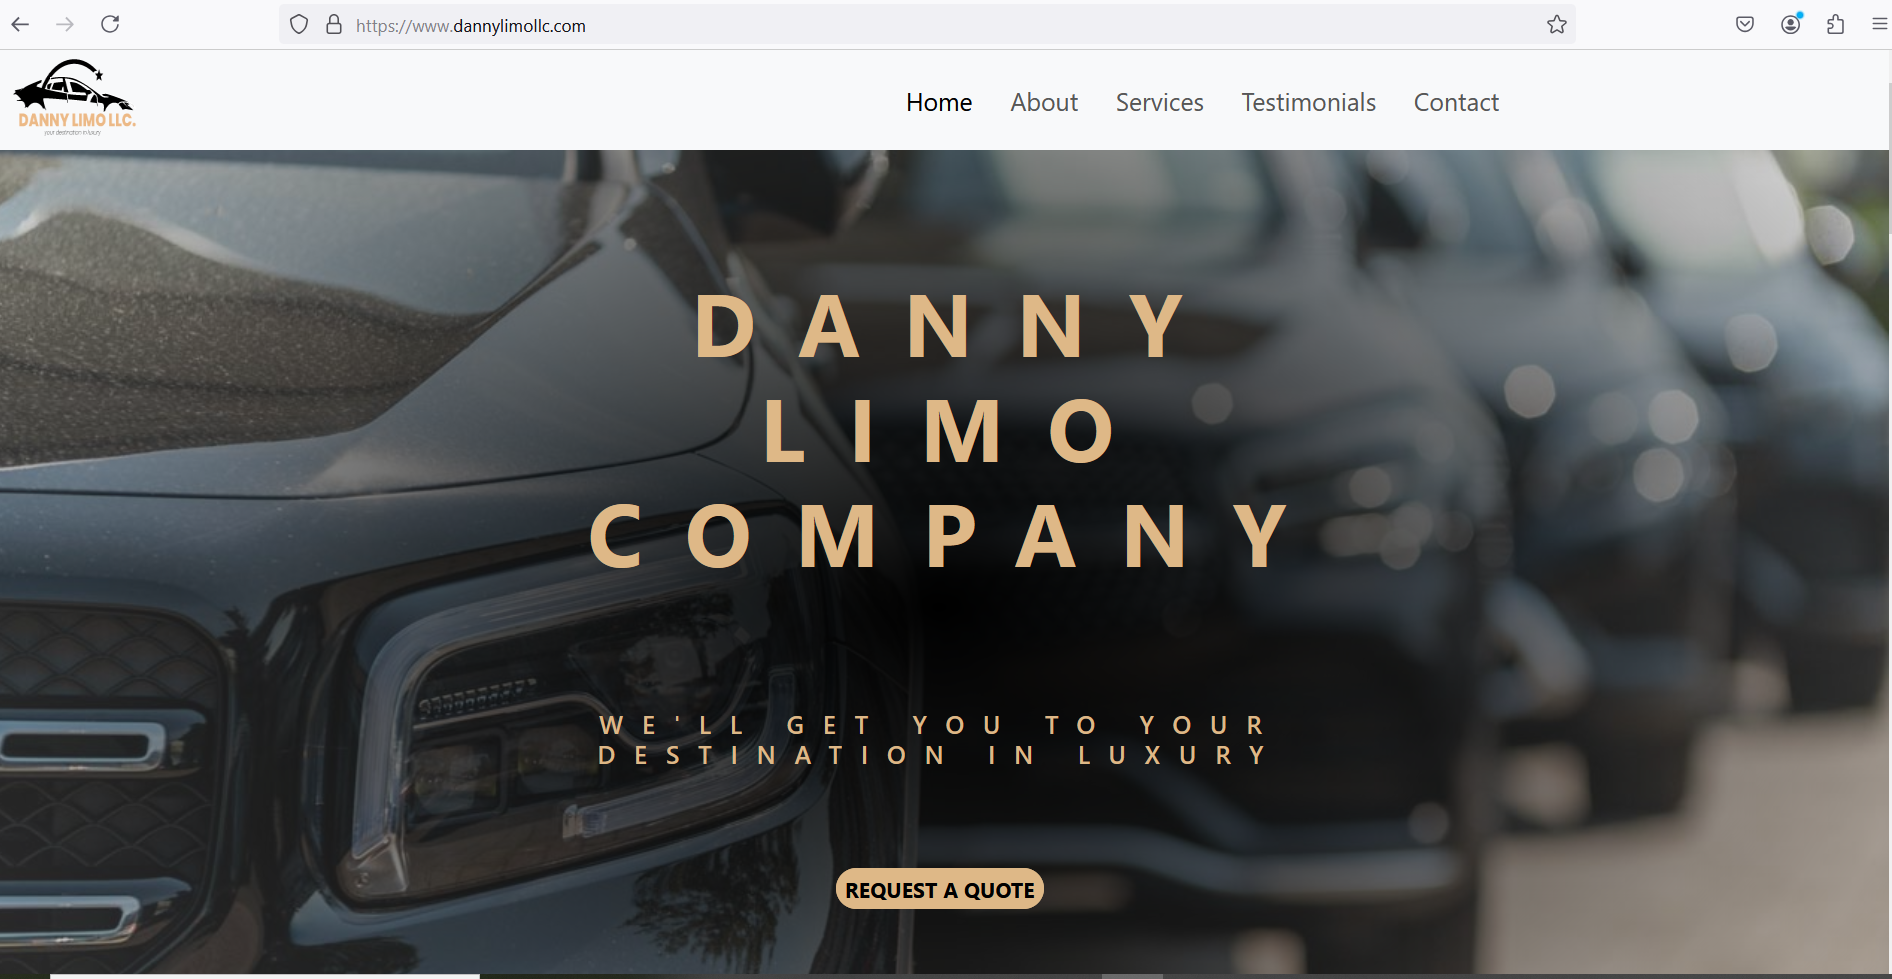 https://www.dannylimollc.com
DANNY LIMO LLC.
your destination in luxury
Home About Services Testimonials Contact
DANNY
LIMO
COMPANY
WE'LL GET YOU TO YOUR
DESTINATION IN LUXURY
REQUEST A QUOTE